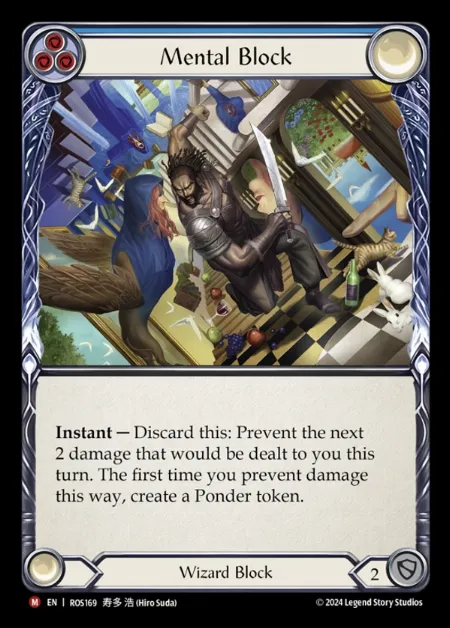 Mental Block
Instant — Discard this: Prevent the next
2 damage that would be dealt to you this
turn. The first time you prevent damage
this way, create a Ponder token.
Wizard Block
2
M EN | ROS169 寿多 浩 (Hiro Suda)
© 2024 Legend Story Studios